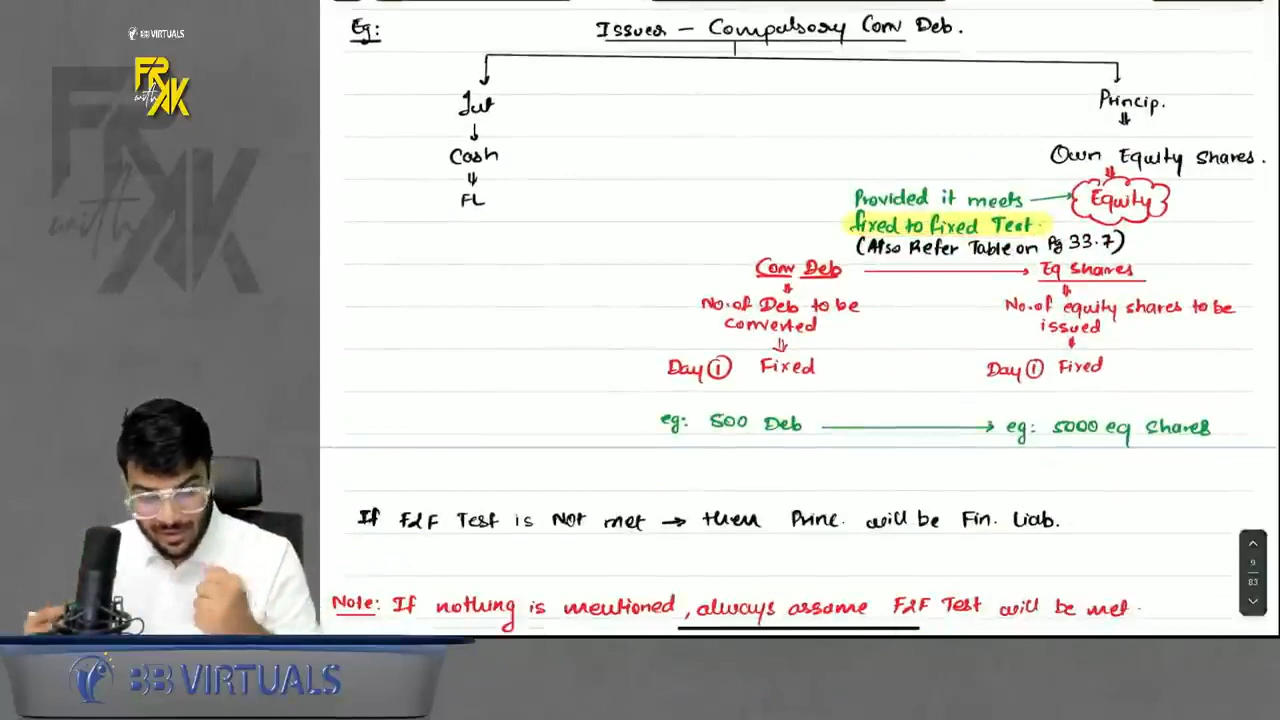 BB VIRTUALS
FR
with
AK
Eg: Issuer - Compulsory Conv Deb.
Int
Cash
FL
Princip.
Own Equity Shares.
Equity
Provided it meets
fixed to fixed Test.
(Also Refer Table on Pg 33.7)
Conv Deb
Eq Shares
No. of Deb to be
converted
No. of equity shares to be
issued
Day ① Fixed
Day ① Fixed
eg: 500 Deb
eg: 5000 eq Shares
If F2F Test is Not met → then Princ. will be Fin. Liab.
Note: If nothing is mentioned, always assume F2F Test will be met.
9
83
BB VIRTUALS